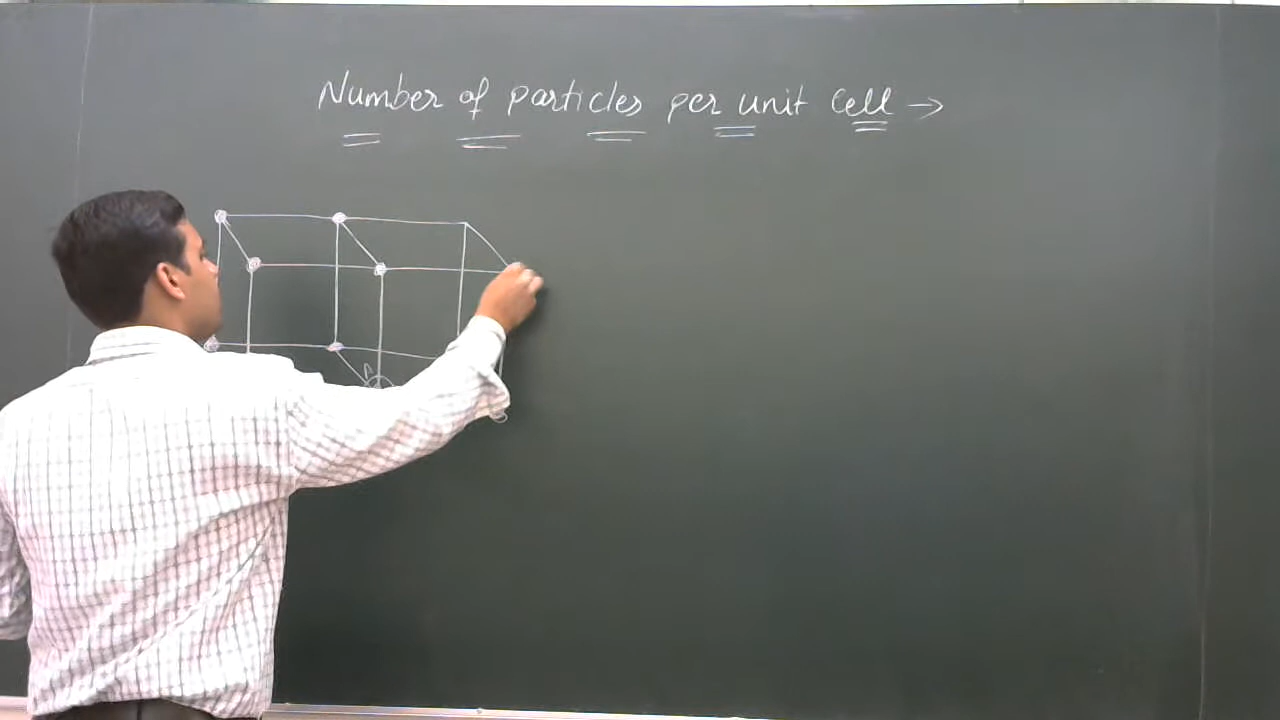 Number of particles per unit cell →
A